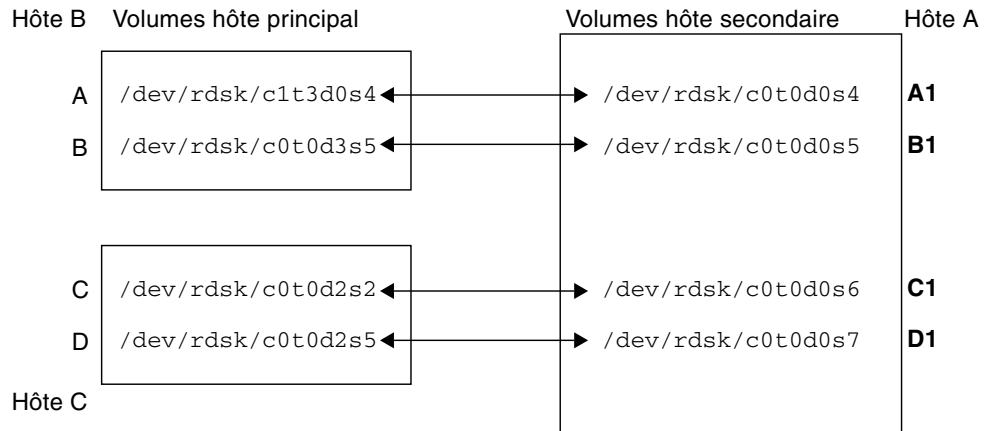 Hôte B Volumes hôte principal Volumes hôte secondaire Hôte A
A /dev/rdsk/c1t3d0s4 /dev/rdsk/c0t0d0s4 A1
B /dev/rdsk/c0t0d3s5 /dev/rdsk/c0t0d0s5 B1
C /dev/rdsk/c0t0d2s2 /dev/rdsk/c0t0d0s6 C1
D /dev/rdsk/c0t0d2s5 /dev/rdsk/c0t0d0s7 D1
Hôte C